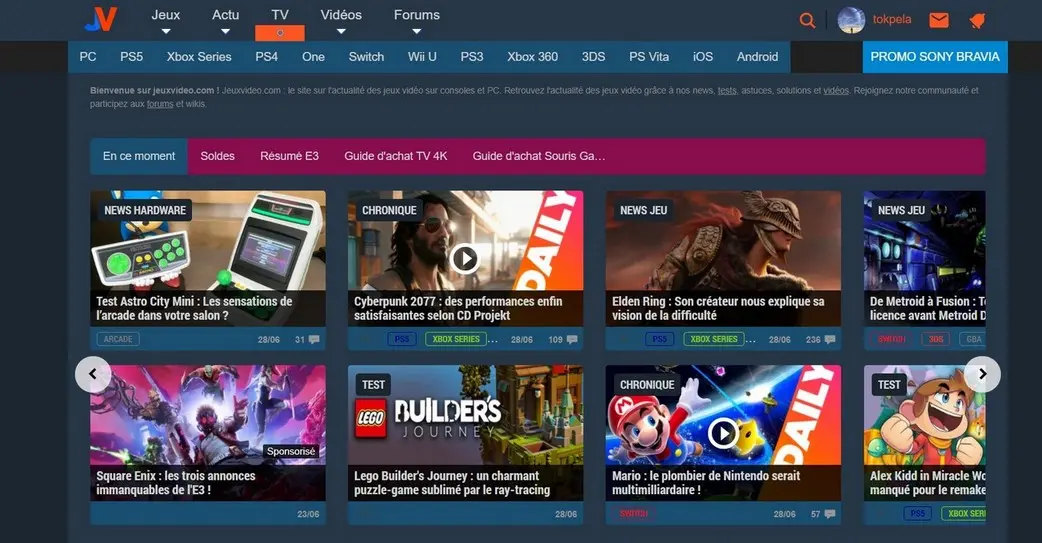 JV Jeux Actu TV Vidéos Forums tokpela
PC PS5 Xbox Series PS4 One Switch Wii U PS3 Xbox 360 3DS PS Vita iOS Android PROMO SONY BRAVIA
Bienvenue sur jeuxvideo.com ! Jeuxvideo.com : le site sur l'actualité des jeux vidéo sur consoles et PC. Retrouvez l'actualité des jeux vidéo grâce à nos news, tests, astuces, solutions et vidéos. Rejoignez notre communauté et
participez aux forums et wikis.
En ce moment Soldes Résumé E3 Guide d'achat TV 4K Guide d'achat Souris Ga…
NEWS HARDWARE
Test Astro City Mini : Les sensations de
l'arcade dans votre salon ?
ARCADE 28/06 31
CHRONIQUE
DAILY
Cyberpunk 2077 : des performances enfin
satisfaisantes selon CD Projekt
PS5 XBOX SERIES ... 28/06 109
NEWS JEU
Elden Ring : Son créateur nous explique sa
vision de la difficulté
PS5 XBOX SERIES ... 28/06 236
NEWS JEU
De Metroid à Fusion : T
licence avant Metroid D
SWITCH 3DS GBA
Sponsorisé
Square Enix : les trois annonces
immanquables de l'E3 !
23/06
TEST
LEGO BUILDER'S
JOURNEY
Lego Builder's Journey : un charmant
puzzle-game sublimé par le ray-tracing
28/06
CHRONIQUE
DAILY
Mario : le plombier de Nintendo serait
multimilliardaire !
SWITCH 28/06 57
TEST
Alex Kidd in Miracle Wo
manqué pour le remake
PS5 XBOX SERI